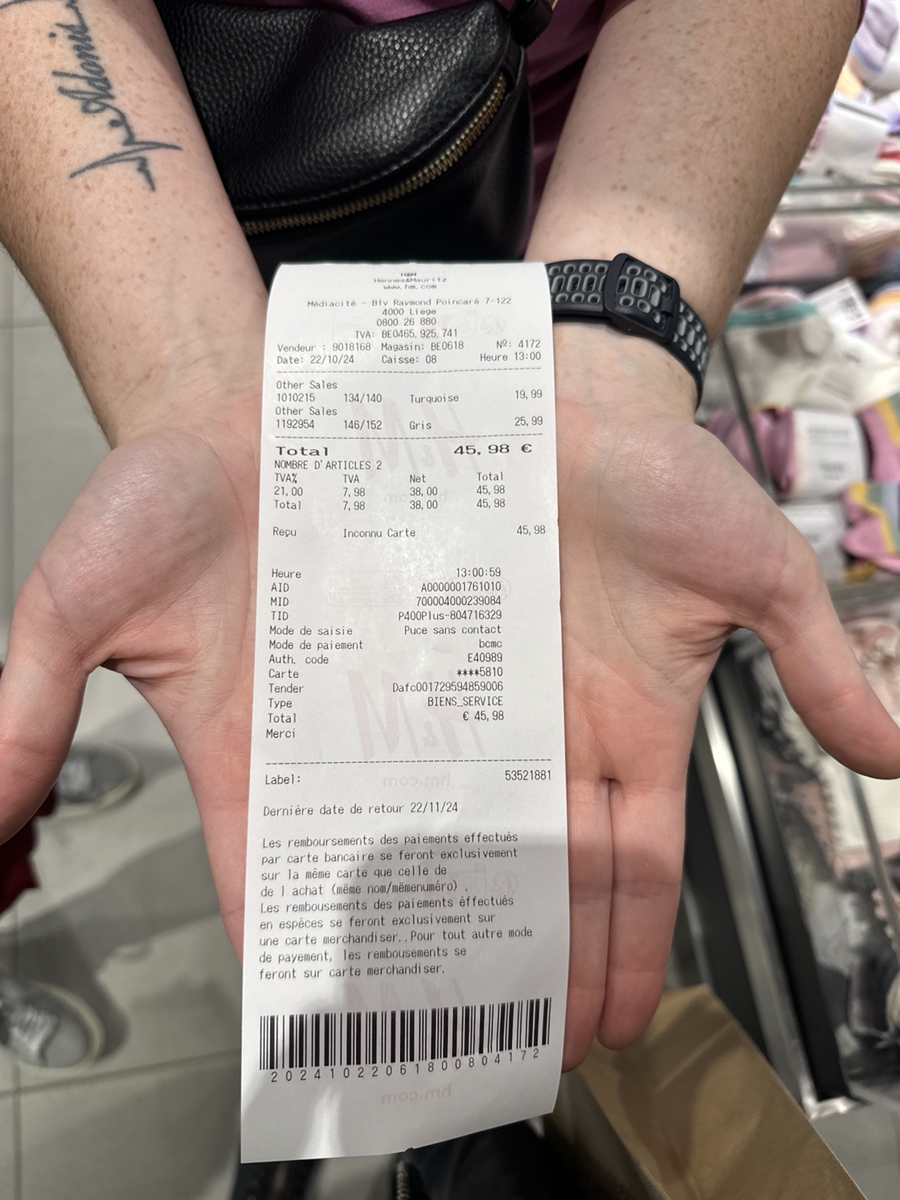 Adonis
H&M
Hennes&Mauritz
www.hm.com
Médiacité - Blv Raymond Poincaré 7-122
4000 Liege
0800 26 880
TVA: BE0465.925.741
Vendeur : 9018168 Magasin: BE0618 Nº: 4172
Date: 22/10/24 Caisse: 08 Heure 13:00
Other Sales
1010215 134/140 Turquoise 19,99
Other Sales
1192954 146/152 Gris 25,99
Total 45,98 €
NOMBRE D'ARTICLES 2
TVA% TVA Net Total
21,00 7,98 38,00 45,98
Total 7,98 38,00 45,98
Reçu Inconnu Carte 45,98
Heure 13:00:59
AID A0000001761010
MID 700004000239084
TID P400Plus-804716329
Mode de saisie Puce sans contact
Mode de paiement bcmc
Auth. code E40989
Carte ****5810
Tender Dafc001729594859006
Type BIENS_SERVICE
Total € 45,98
Merci
Label: 53521881
Dernière date de retour 22/11/24
Les remboursements des paiements effectués
par carte bancaire se feront exclusivement
sur la même carte que celle de
de l achat (même nom/mêmenuméro) .
Les rembousements des paiements éffectués
en espèces se feront exclusivement sur
une carte merchandiser..Pour tout autre mode
de payement, les rembousements se
feront sur carte merchandiser.
2024102206180080 4172
hm.com